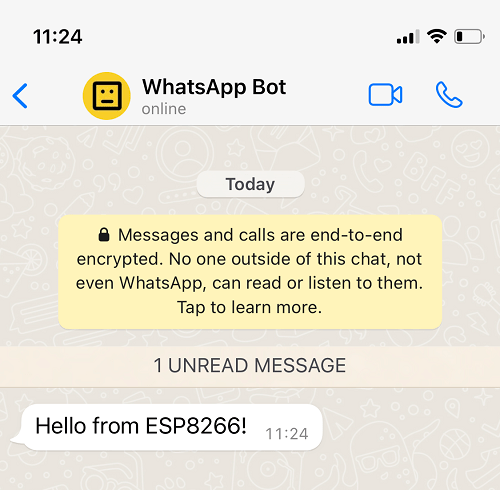 11:24
WhatsApp Bot
online
Today
Messages and calls are end-to-end
encrypted. No one outside of this chat, not
even WhatsApp, can read or listen to them.
Tap to learn more.
1 UNREAD MESSAGE
Hello from ESP8266!
11:24